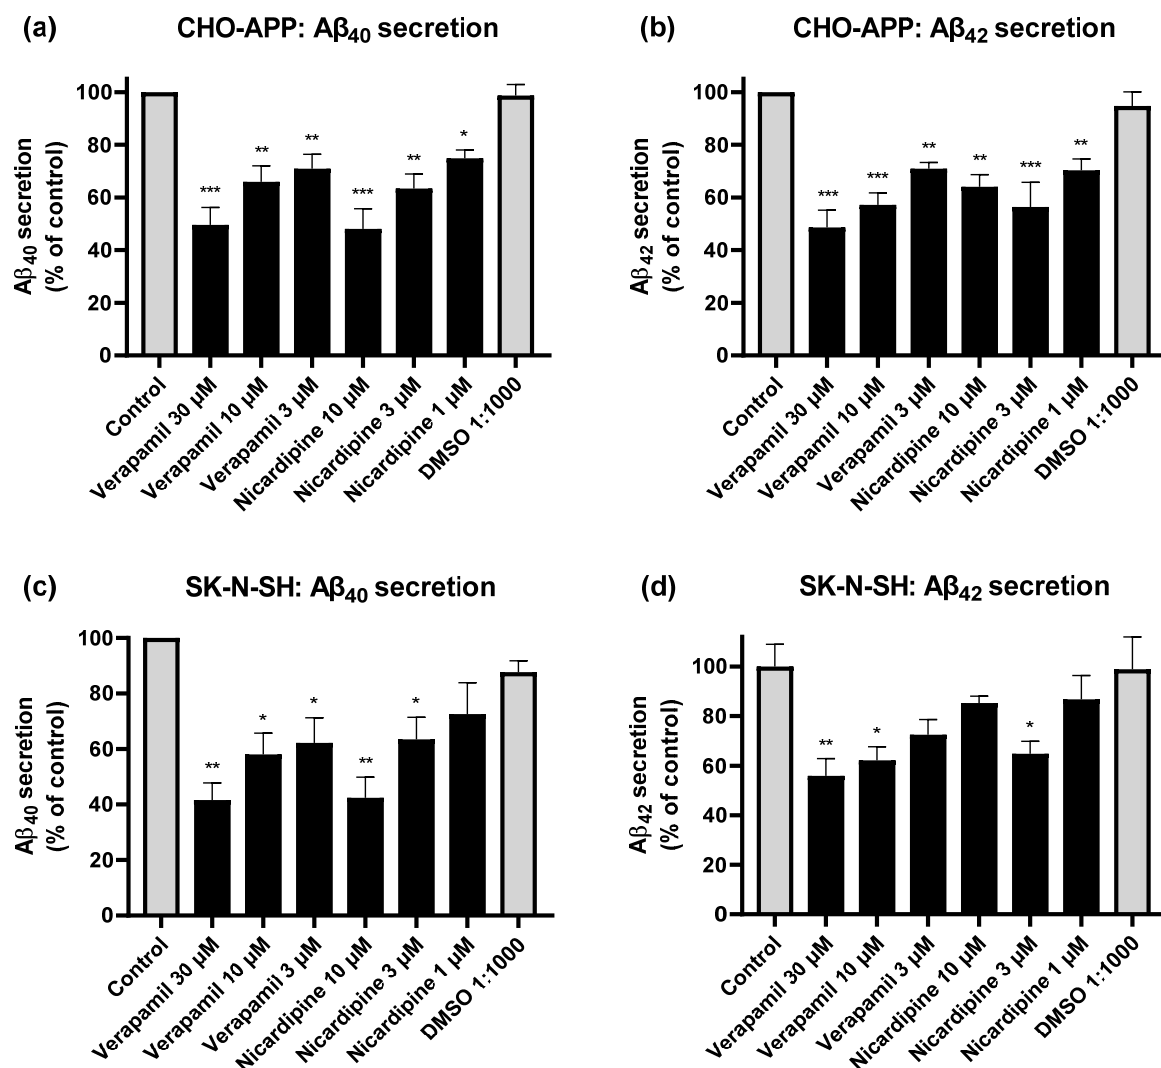 (a) CHO-APP: Aβ40 secretion
Aβ40 secretion
(% of control)
100
80
60
40
20
0
***
**
**
***
**
*
Control
Verapamil 30 µM
Verapamil 10 µM
Verapamil 3 µM
Nicardipine 10 µM
Nicardipine 3 µM
Nicardipine 1 µM
DMSO 1:1000
(b) CHO-APP: Aβ42 secretion
Aβ42 secretion
(% of control)
100
80
60
40
20
0
***
***
**
**
***
**
Control
Verapamil 30 µM
Verapamil 10 µM
Verapamil 3 µM
Nicardipine 10 µM
Nicardipine 3 µM
Nicardipine 1 µM
DMSO 1:1000
(c) SK-N-SH: Aβ40 secretion
Aβ40 secretion
(% of control)
100
80
60
40
20
0
**
*
*
**
*
Control
Verapamil 30 µM
Verapamil 10 µM
Verapamil 3 µM
Nicardipine 10 µM
Nicardipine 3 µM
Nicardipine 1 µM
DMSO 1:1000
(d) SK-N-SH: Aβ42 secretion
Aβ42 secretion
(% of control)
100
80
60
40
20
0
**
*
*
Control
Verapamil 30 µM
Verapamil 10 µM
Verapamil 3 µM
Nicardipine 10 µM
Nicardipine 3 µM
Nicardipine 1 µM
DMSO 1:1000